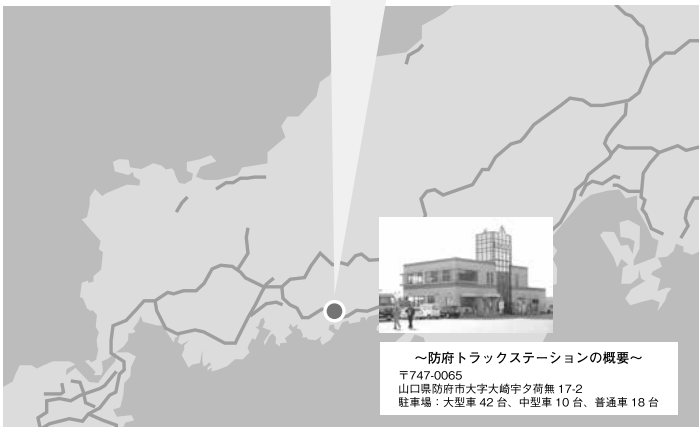 ～防府トラックステーションの概要～
〒747-0065
山口県防府市大字大崎宇夕荷無 17-2
駐車場：大型車 42 台、中型車 10 台、普通車 18 台